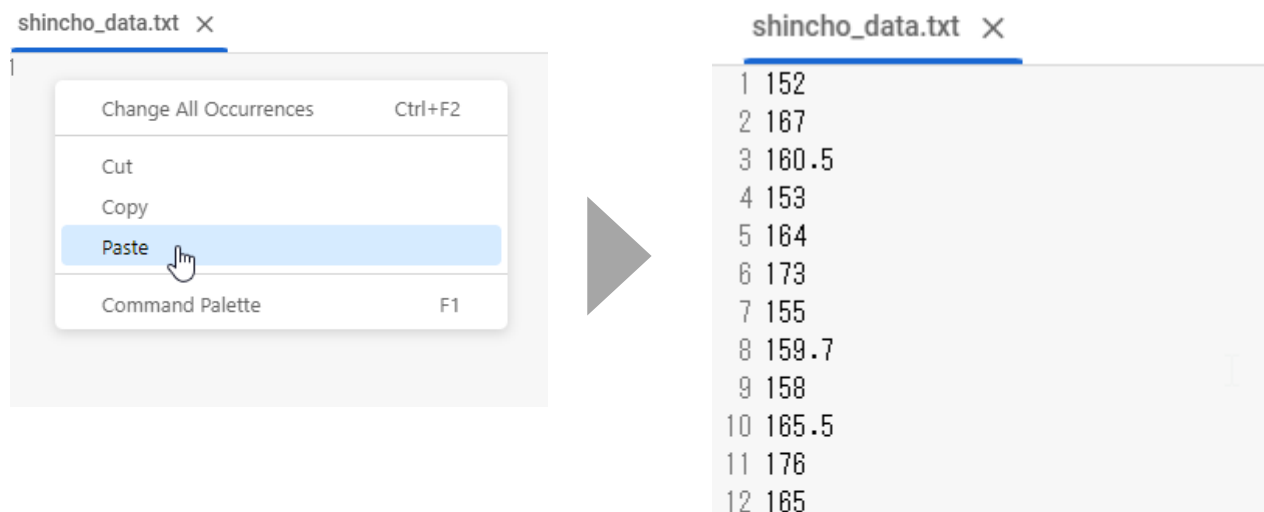 shincho_data.txt ×
1
Change All Occurrences Ctrl+F2
Cut
Copy
Paste
Command Palette F1
shincho_data.txt ×
1 152
2 167
3 160.5
4 153
5 164
6 173
7 155
8 159.7
9 158
10 165.5
11 176
12 165